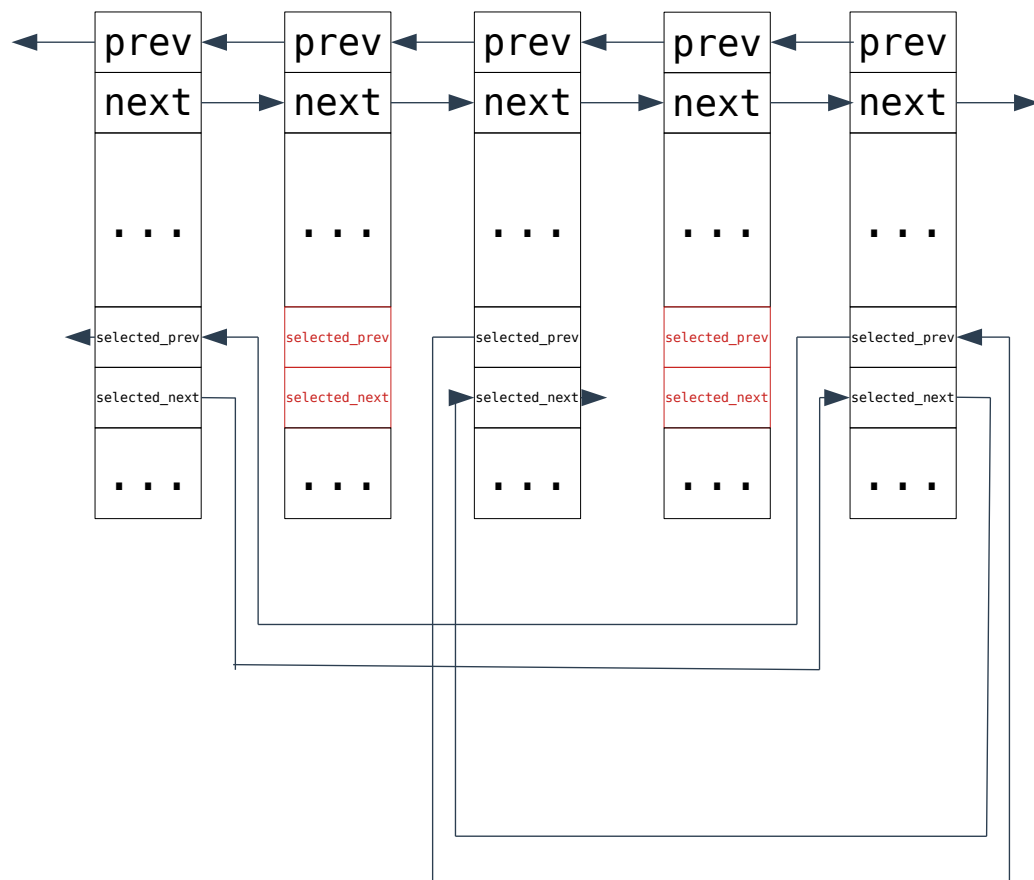 prev prev prev prev prev
next next next next next
... ... ... ... ...
selected_prev selected_prev selected_prev selected_prev selected_prev
selected_next selected_next selected_next selected_next selected_next
... ... ... ... ...